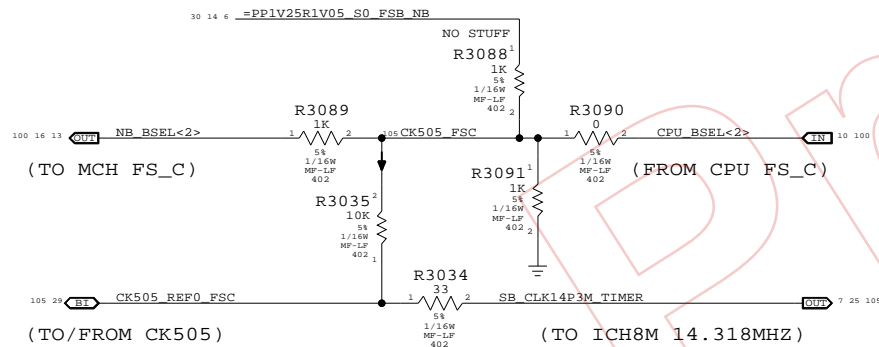 30 14 6 =PP1V25R1V05_S0_FSB_NB
NO STUFF
R3088 1
1K
5%
1/16W
MF-LF
2 402
R3089
1K
R3090
0
100 16 13 OUT NB_BSEL<2> 1 2 105 CK505_FSC 1 2 CPU_BSEL<2> IN 10 100
5%
1/16W
MF-LF
402
5%
1/16W
MF-LF
402
(TO MCH FS_C)
(FROM CPU FS_C)
R3091 1
1K
5%
1/16W
MF-LF
402 2
R3035 2
10K
5%
1/16W
MF-LF
402
1
R3034
33
105 29 BI CK505_REF0_FSC 1 2 SB_CLK14P3M_TIMER OUT 7 25 105
5%
1/16W
MF-LF
402
(TO/FROM CK505)
(TO ICH8M 14.318MHZ)